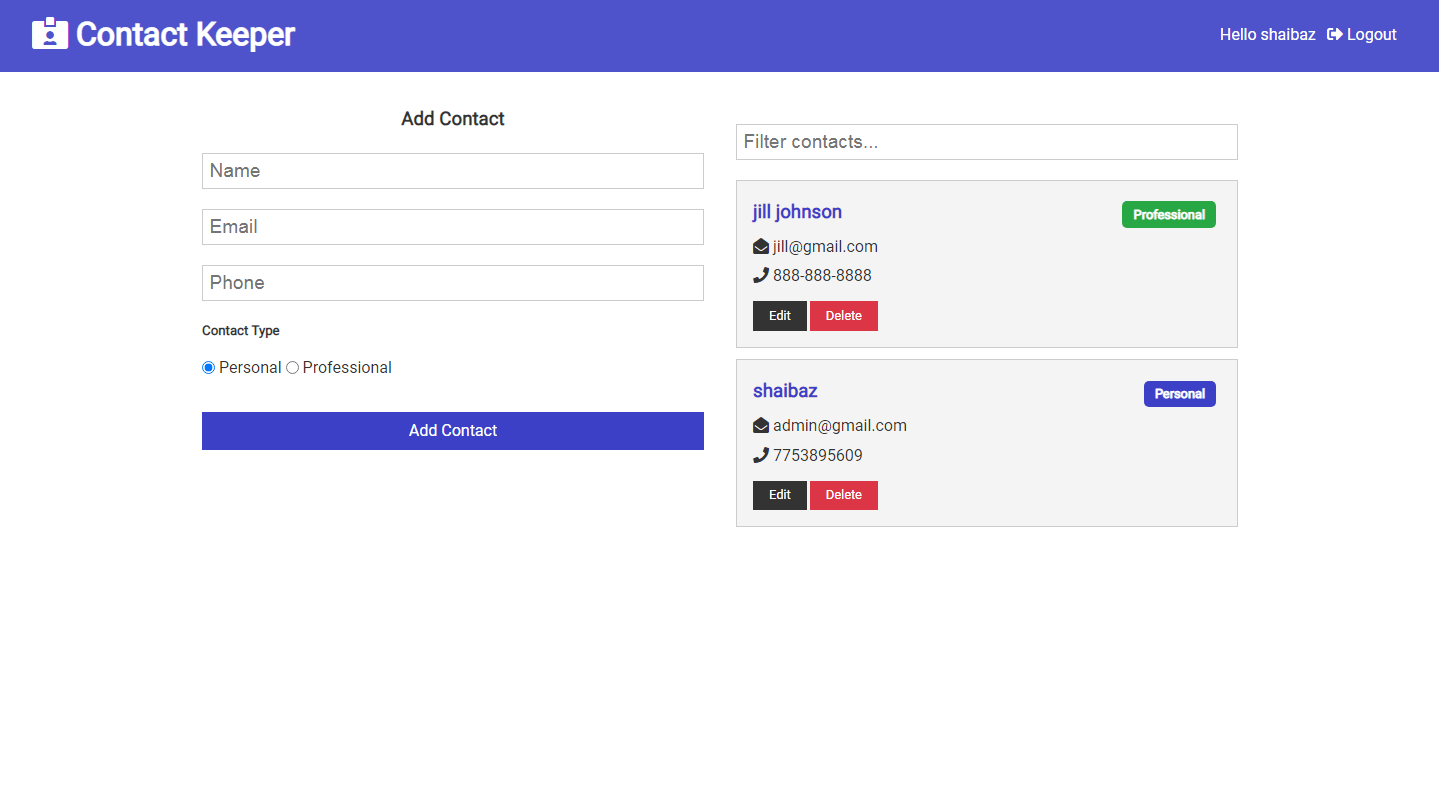 Contact Keeper
Hello shaibaz Logout
Add Contact
Name
Email
Phone
Contact Type
Personal Professional
Add Contact
Filter contacts...
jill johnson
Professional
jill@gmail.com
888-888-8888
Edit Delete
shaibaz
Personal
admin@gmail.com
7753895609
Edit Delete